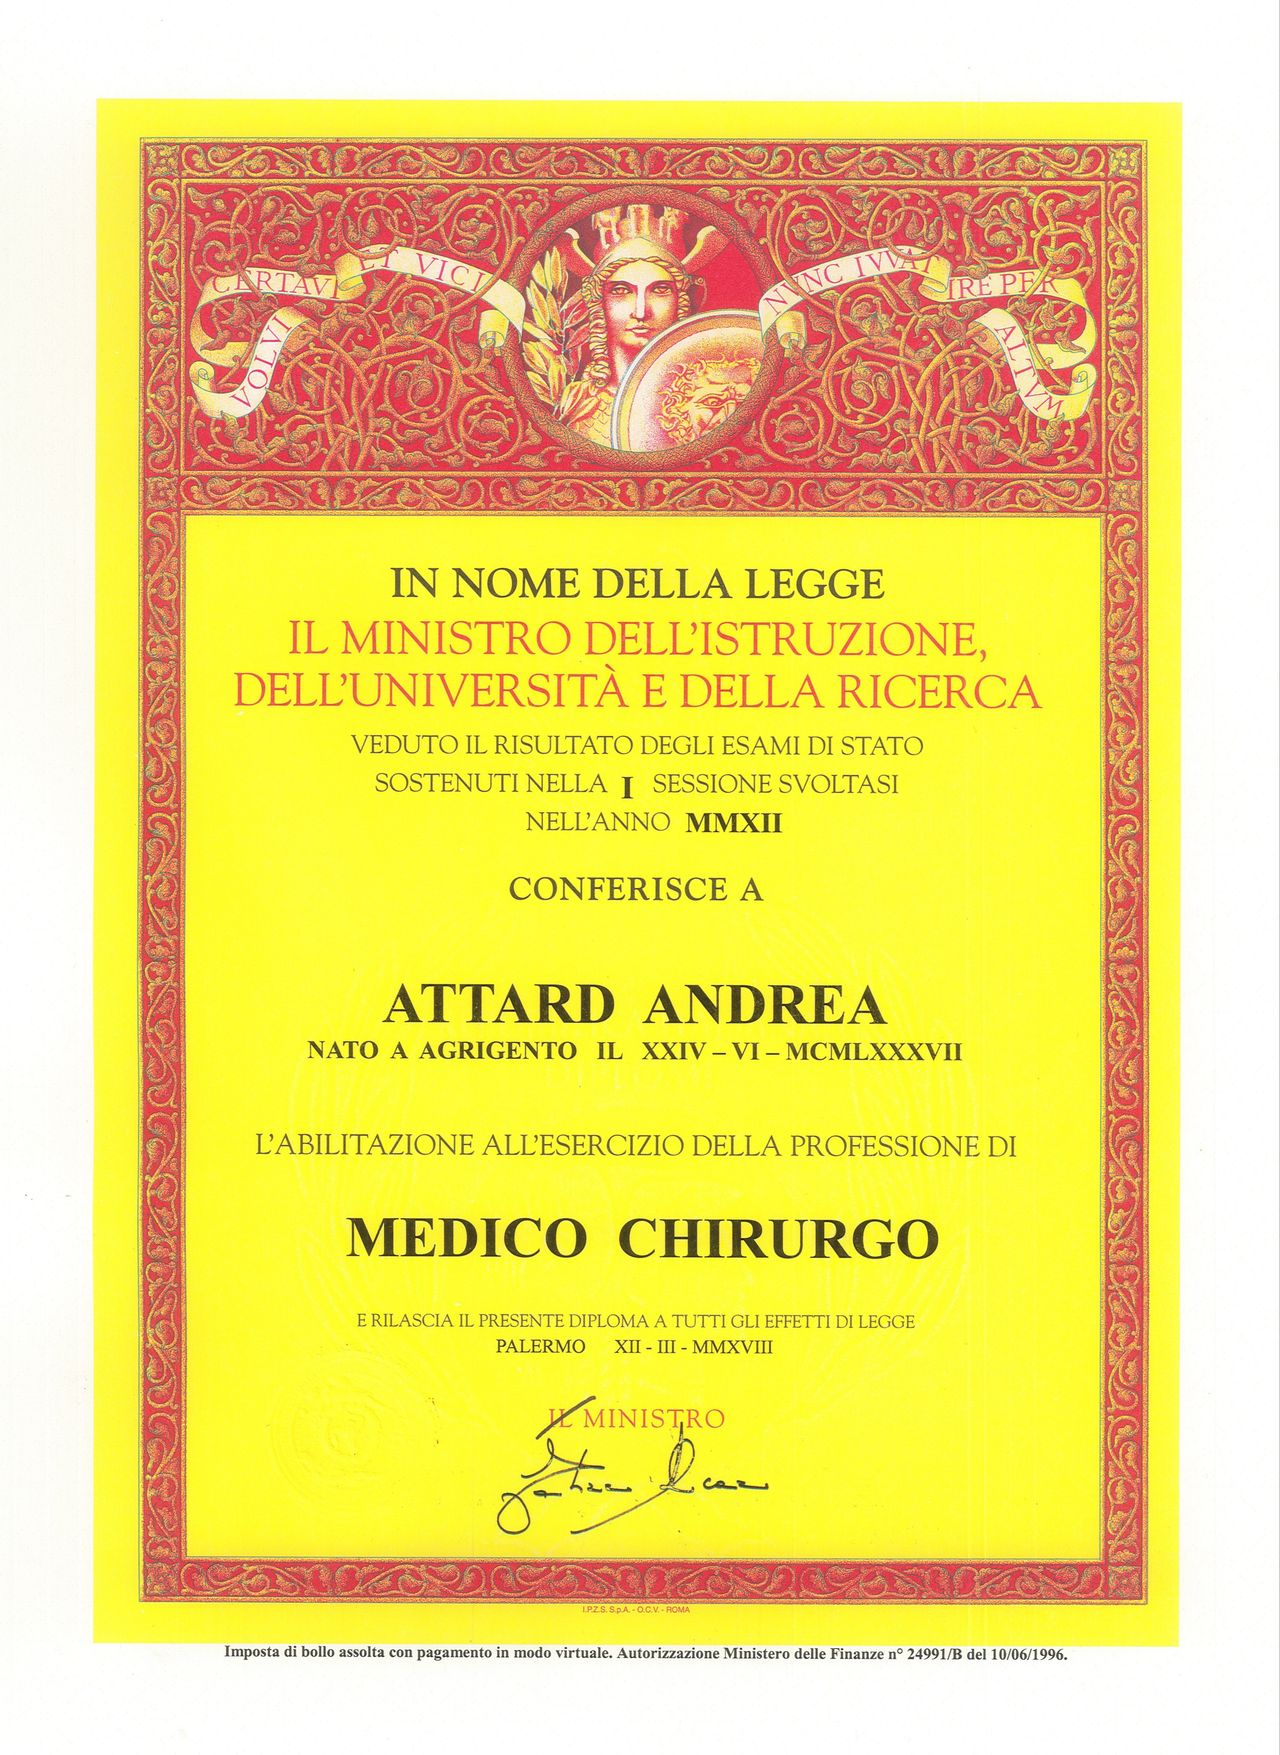 VOLVI CERTAVI ET VICI NVNC IVVAT IRE PER ALTVM
IN NOME DELLA LEGGE
IL MINISTRO DELL'ISTRUZIONE,
DELL'UNIVERSITÀ E DELLA RICERCA
VEDUTO IL RISULTATO DEGLI ESAMI DI STATO
SOSTENUTI NELLA I SESSIONE SVOLTASI
NELL'ANNO MMXII
CONFERISCE A
ATTARD ANDREA
NATO A AGRIGENTO IL XXIV – VI – MCMLXXXVII
L'ABILITAZIONE ALL'ESERCIZIO DELLA PROFESSIONE DI
MEDICO CHIRURGO
E RILASCIA IL PRESENTE DIPLOMA A TUTTI GLI EFFETTI DI LEGGE
PALERMO XII - III - MMXVIII
IL MINISTRO
I.P.Z.S. S.p.A. - O.C.V. - ROMA
Imposta di bollo assolta con pagamento in modo virtuale. Autorizzazione Ministero delle Finanze n° 24991/B del 10/06/1996.